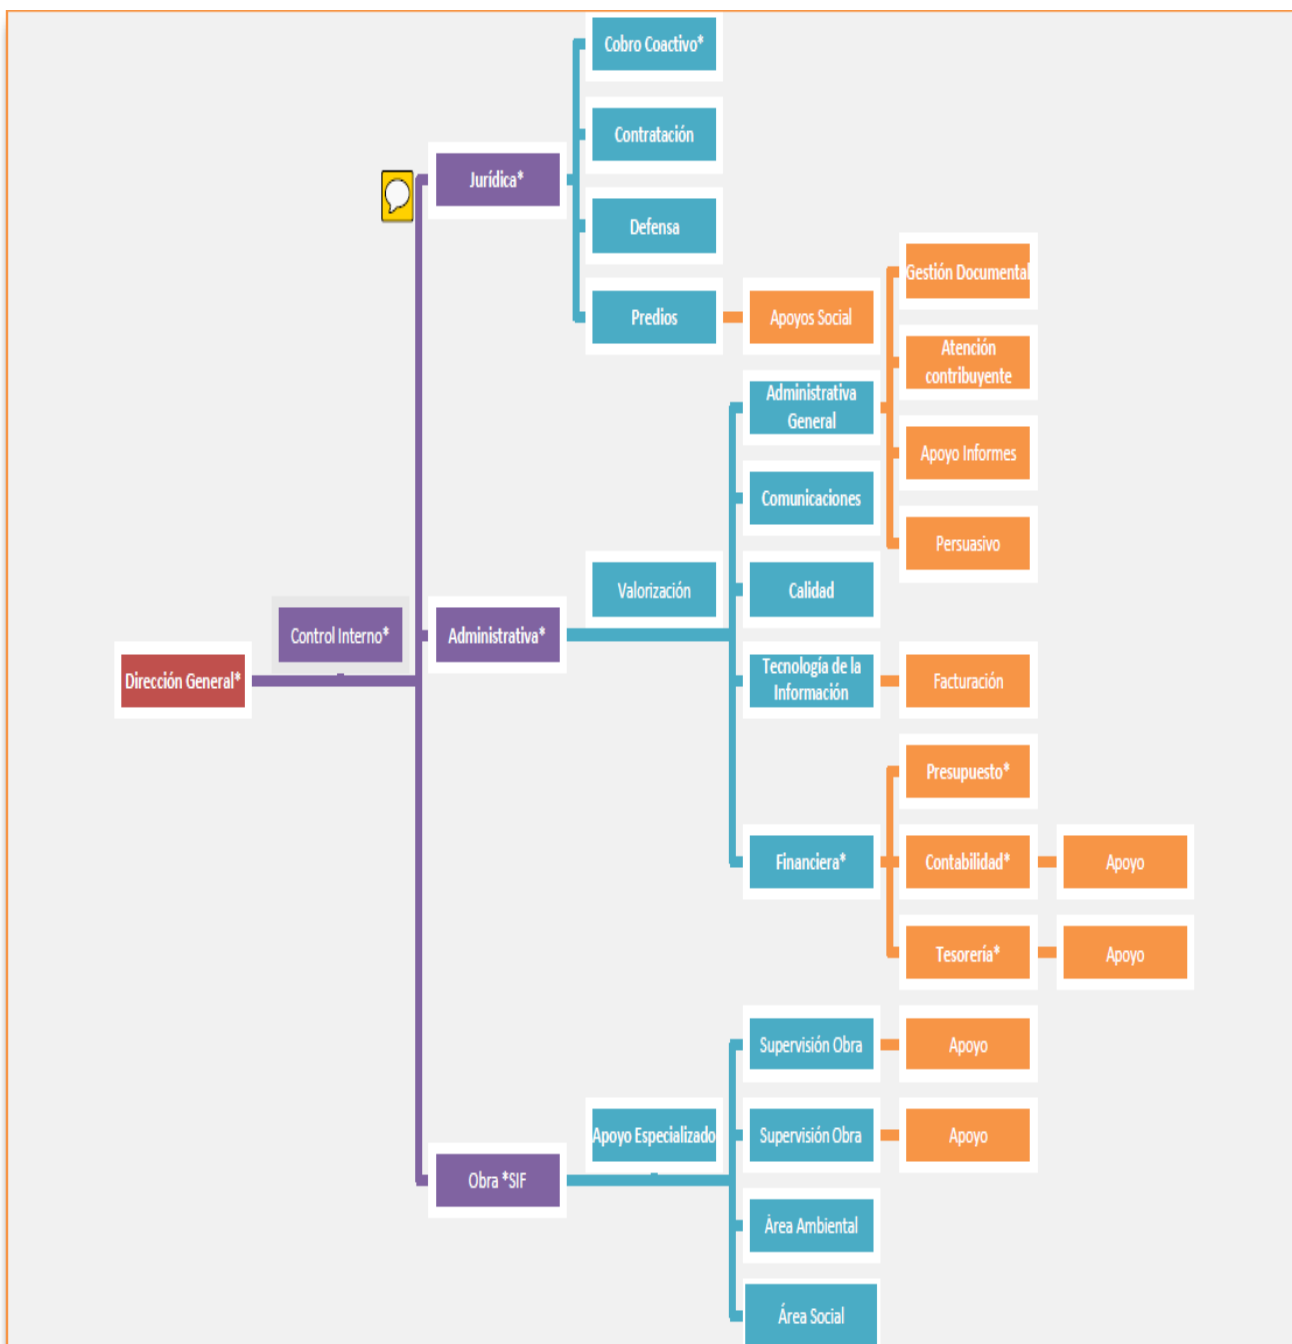 Cobro Coactivo*
Contratación
Jurídica*
Defensa
Predios
Apoyos Social
Gestión Documental
Atención
contribuyente
Administrativa
General
Apoyo Informes
Comunicaciones
Persuasivo
Valorización
Calidad
Control Interno*
Administrativa*
Dirección General*
Tecnología de la
Información
Facturación
Presupuesto*
Financiera*
Contabilidad*
Apoyo
Tesorería*
Apoyo
Supervisión Obra
Apoyo
Apoyo Especializado
Supervisión Obra
Apoyo
Obra *SIF
Área Ambiental
Área Social